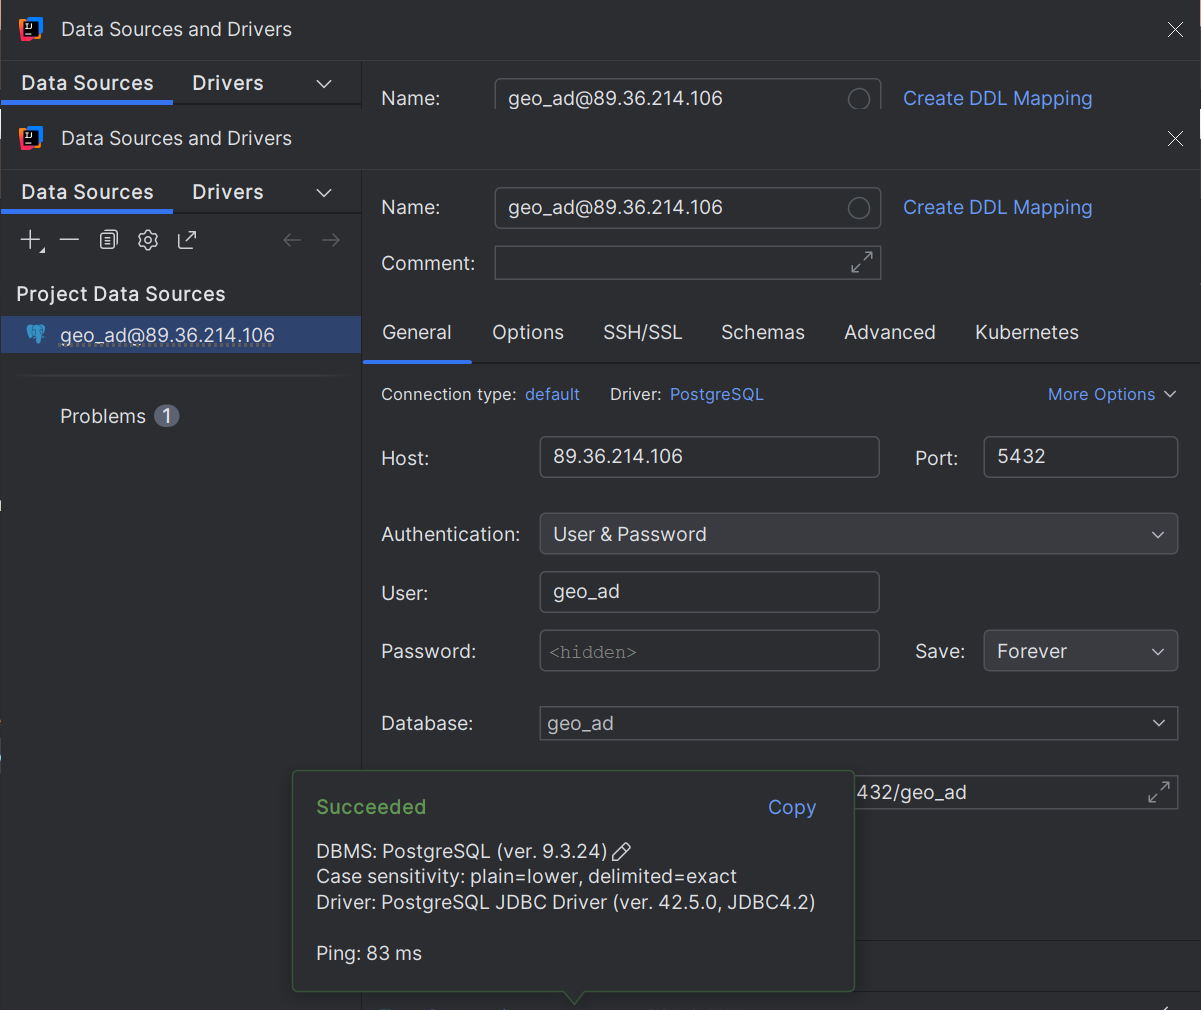 Data Sources and Drivers
Data Sources Drivers
Name: geo_ad@89.36.214.106 Create DDL Mapping
Data Sources and Drivers
Data Sources Drivers
Name: geo_ad@89.36.214.106 Create DDL Mapping
Comment:
Project Data Sources
geo_ad@89.36.214.106
Problems 1
General Options SSH/SSL Schemas Advanced Kubernetes
Connection type: default Driver: PostgreSQL More Options
Host: 89.36.214.106 Port: 5432
Authentication: User & Password
User: geo_ad
Password: <hidden> Save: Forever
Database: geo_ad
432/geo_ad
Succeeded Copy
DBMS: PostgreSQL (ver. 9.3.24)
Case sensitivity: plain=lower, delimited=exact
Driver: PostgreSQL JDBC Driver (ver. 42.5.0, JDBC4.2)
Ping: 83 ms